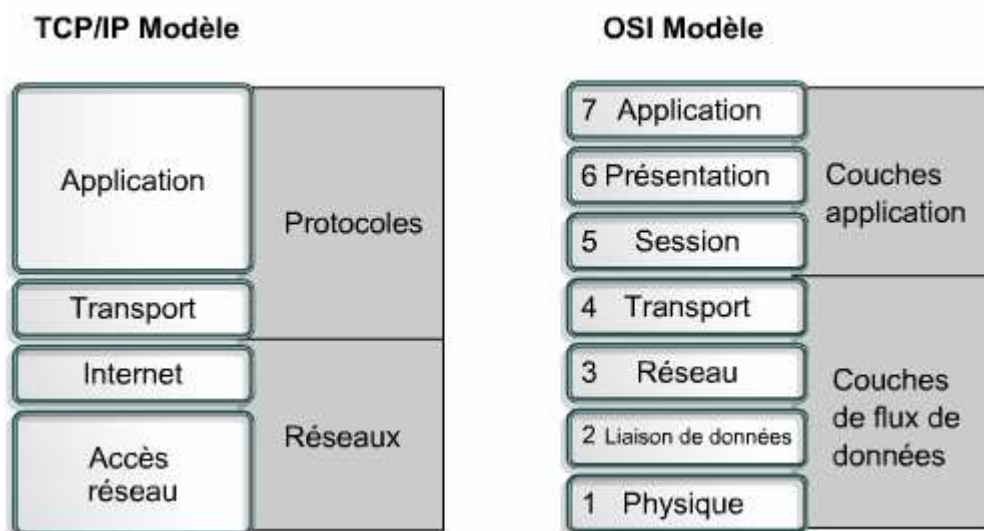 TCP/IP Modèle
Application
Transport
Internet
Accès
réseau
Protocoles
Réseaux
OSI Modèle
7 Application
6 Présentation
5 Session
4 Transport
3 Réseau
2 Liaison de données
1 Physique
Couches
application
Couches
de flux de
données